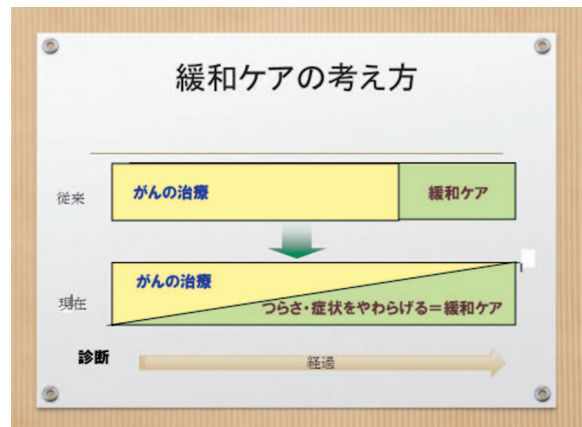 緩和ケアの考え方
従来
がんの治療
緩和ケア
現在
がんの治療
つらさ・症状をやわらげる＝緩和ケア
診断
経過